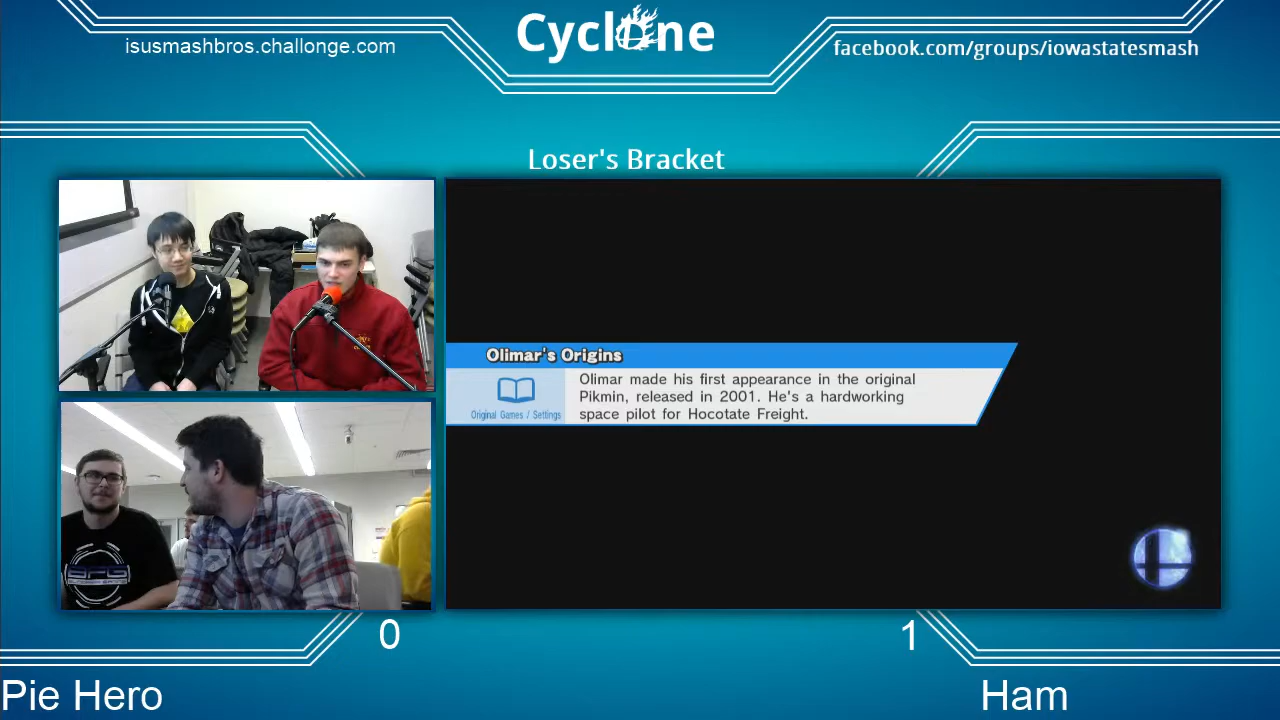 isusmashbros.challonge.com
Cyclone
facebook.com/groups/iowastatesmash
Loser's Bracket
Olimar's Origins
Original Games / Settings
Olimar made his first appearance in the original
Pikmin, released in 2001. He's a hardworking
space pilot for Hocotate Freight.
0
1
Pie Hero
Ham